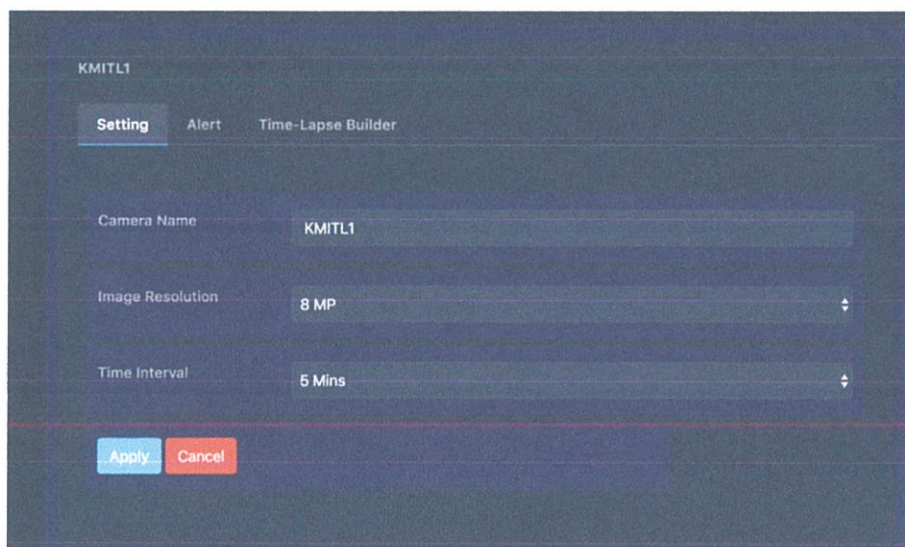 KMITL1
Setting Alert Time-Lapse Builder
Camera Name KMITL1
Image Resolution 8 MP
Time Interval 5 Mins
Apply Cancel